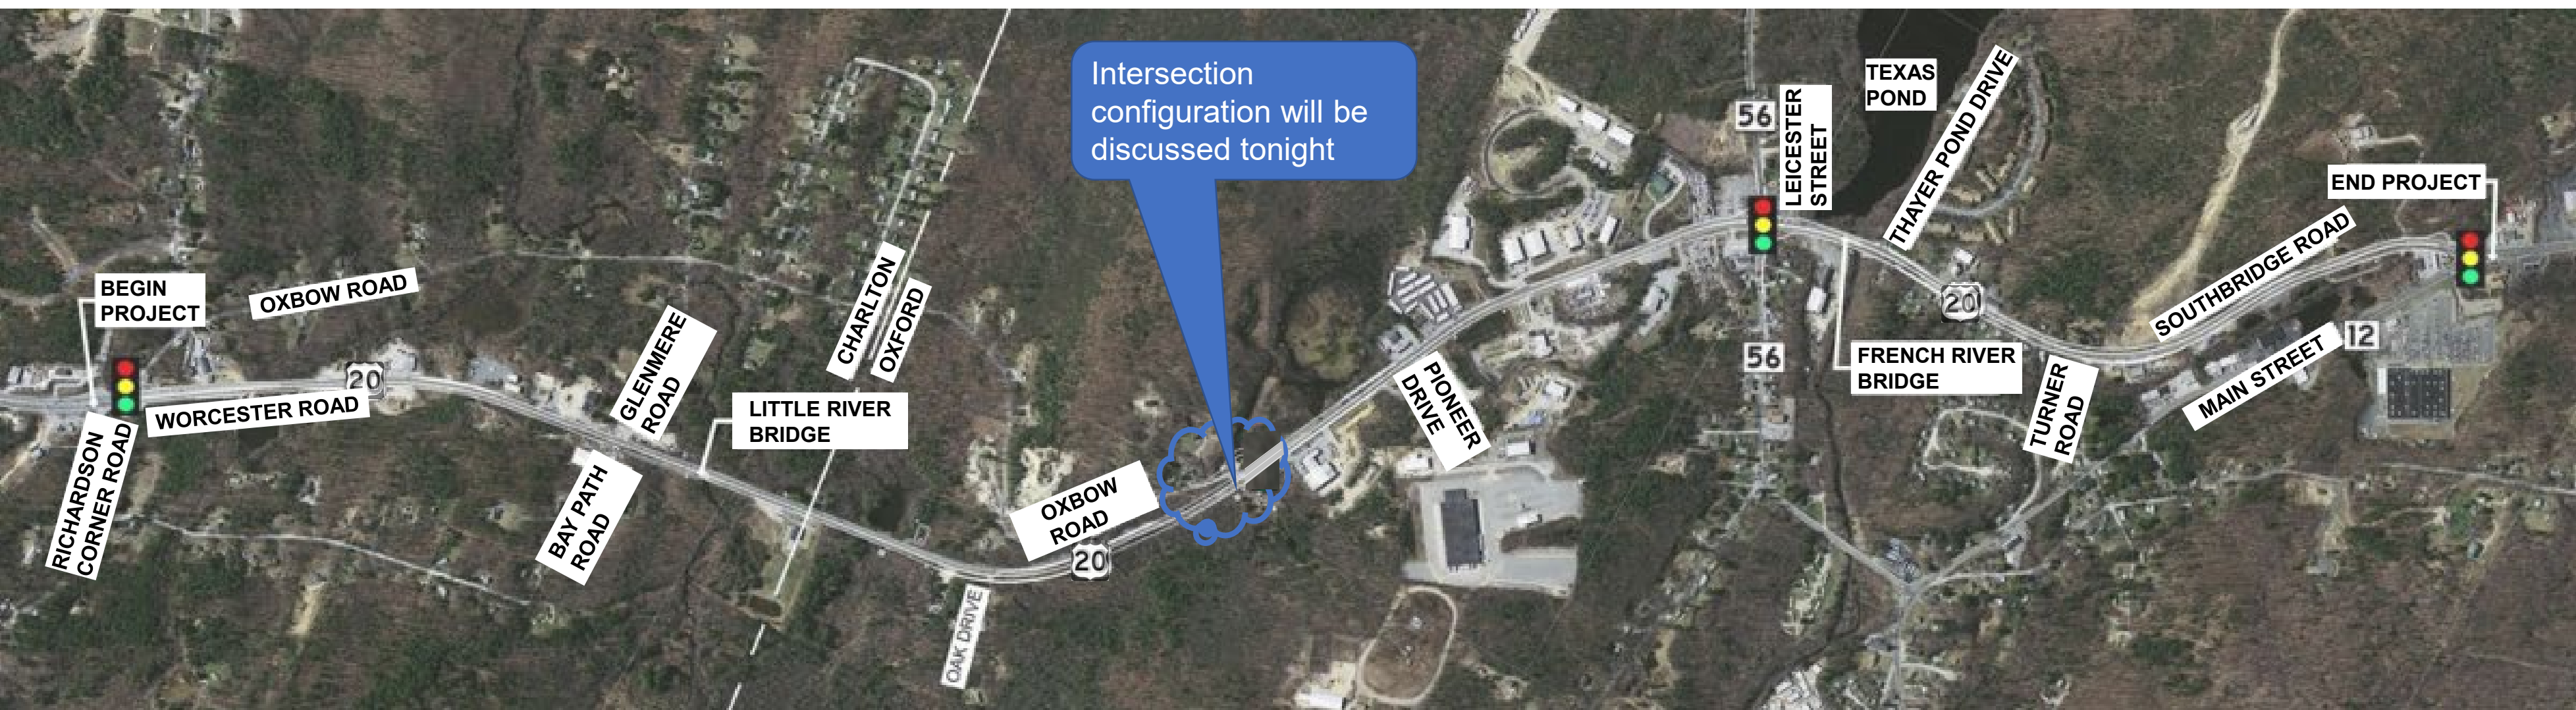 BEGIN
PROJECT
OXBOW ROAD
20
WORCESTER ROAD
RICHARDSON
CORNER ROAD
GLENMERE
ROAD
BAY PATH
ROAD
LITTLE RIVER
BRIDGE
CHARLTON
OXFORD
OAK DRIVE
OXBOW
ROAD
20
Intersection
configuration will be
discussed tonight
PIONEER
DRIVE
56
LEICESTER
STREET
56
TEXAS
POND
THAYER POND DRIVE
20
FRENCH RIVER
BRIDGE
TURNER
ROAD
SOUTHBRIDGE ROAD
MAIN STREET
12
END PROJECT